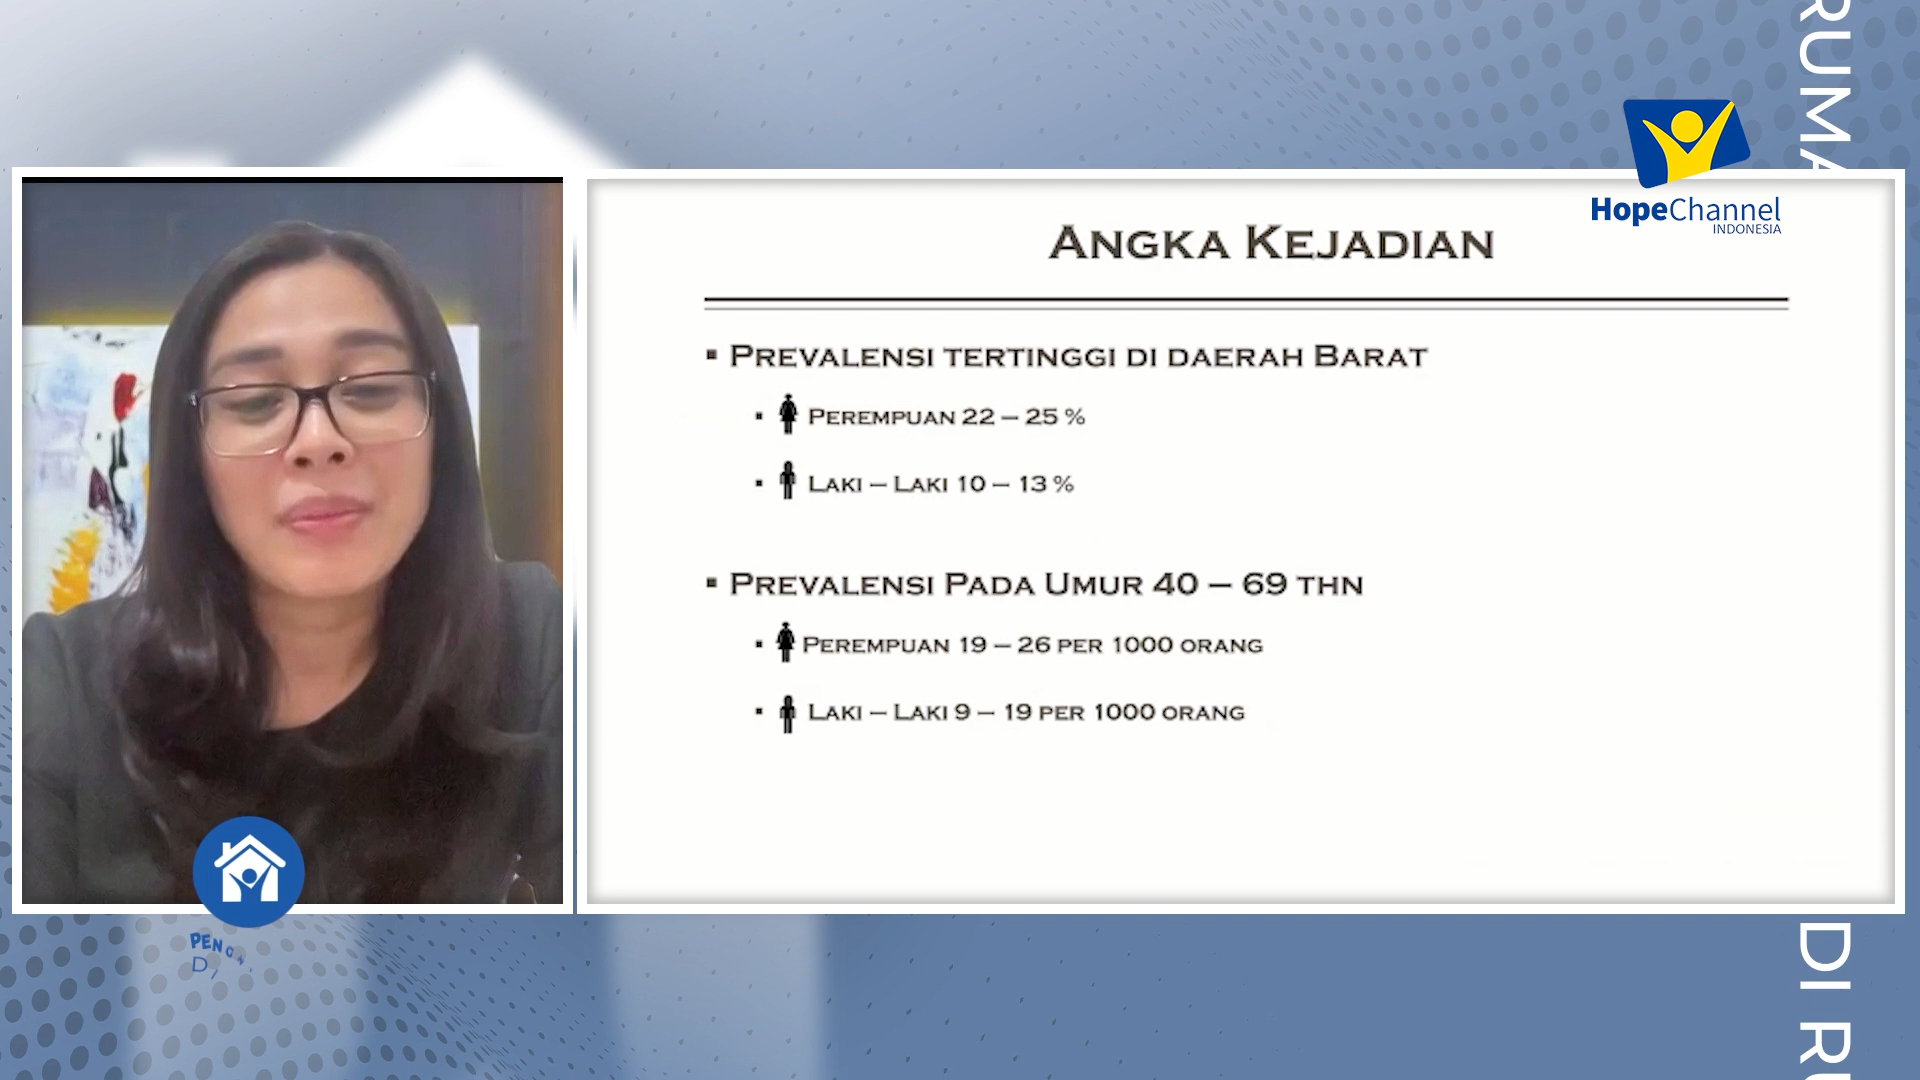 RUMA
HopeChannel
INDONESIA
ANGKA KEJADIAN
▪ PREVALENSI TERTINGGI DI DAERAH BARAT
▪ PEREMPUAN 22 – 25 %
▪ LAKI – LAKI 10 – 13 %
▪ PREVALENSI PADA UMUR 40 – 69 THN
▪ PEREMPUAN 19 – 26 PER 1000 ORANG
▪ LAKI – LAKI 9 – 19 PER 1000 ORANG
DI RU